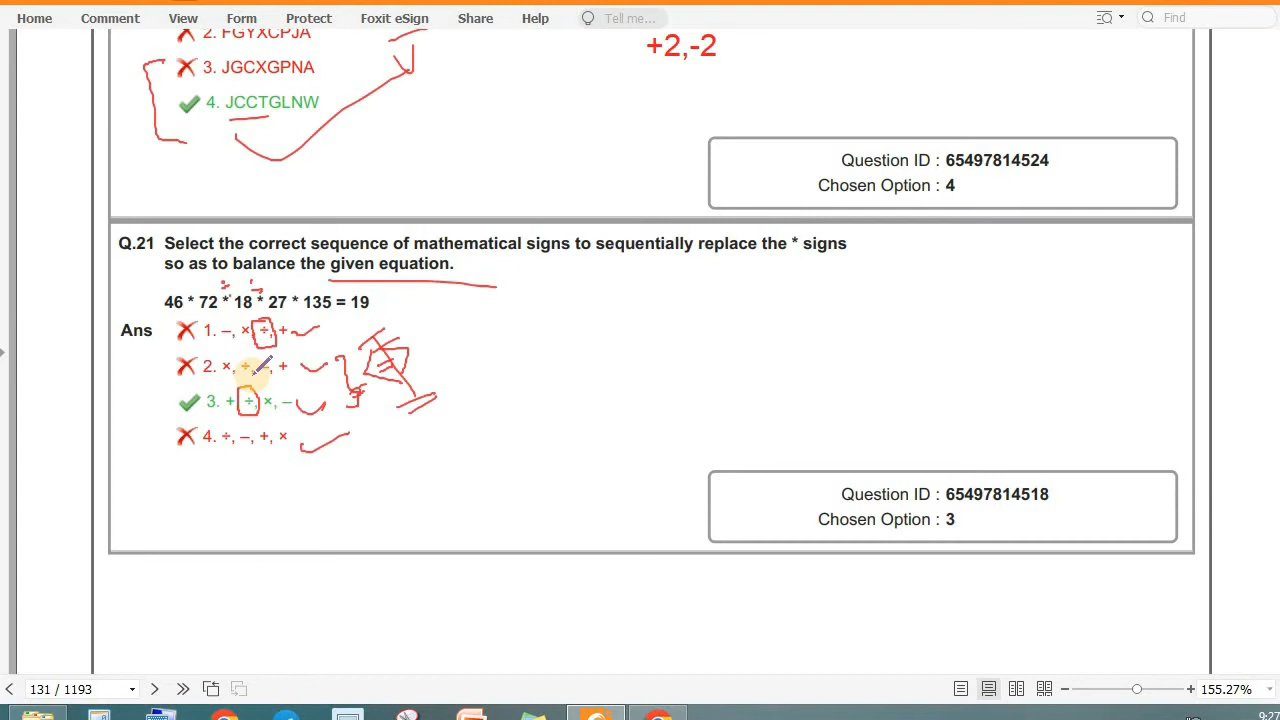 Home Comment View Form Protect Foxit eSign Share Help Tell me... Find
2. FGYXCPJA
+2,-2
3. JGCXGPNA
4. JCCTGLNW
Question ID : 65497814524
Chosen Option : 4
Q.21 Select the correct sequence of mathematical signs to sequentially replace the * signs
so as to balance the given equation.
46 * 72 * 18 * 27 * 135 = 19
Ans 1. –, × ÷, +
2. ×, ÷ –, +
3. + ÷, ×, –
4. ÷, –, +, ×
Question ID : 65497814518
Chosen Option : 3
131 / 1193 155.27%